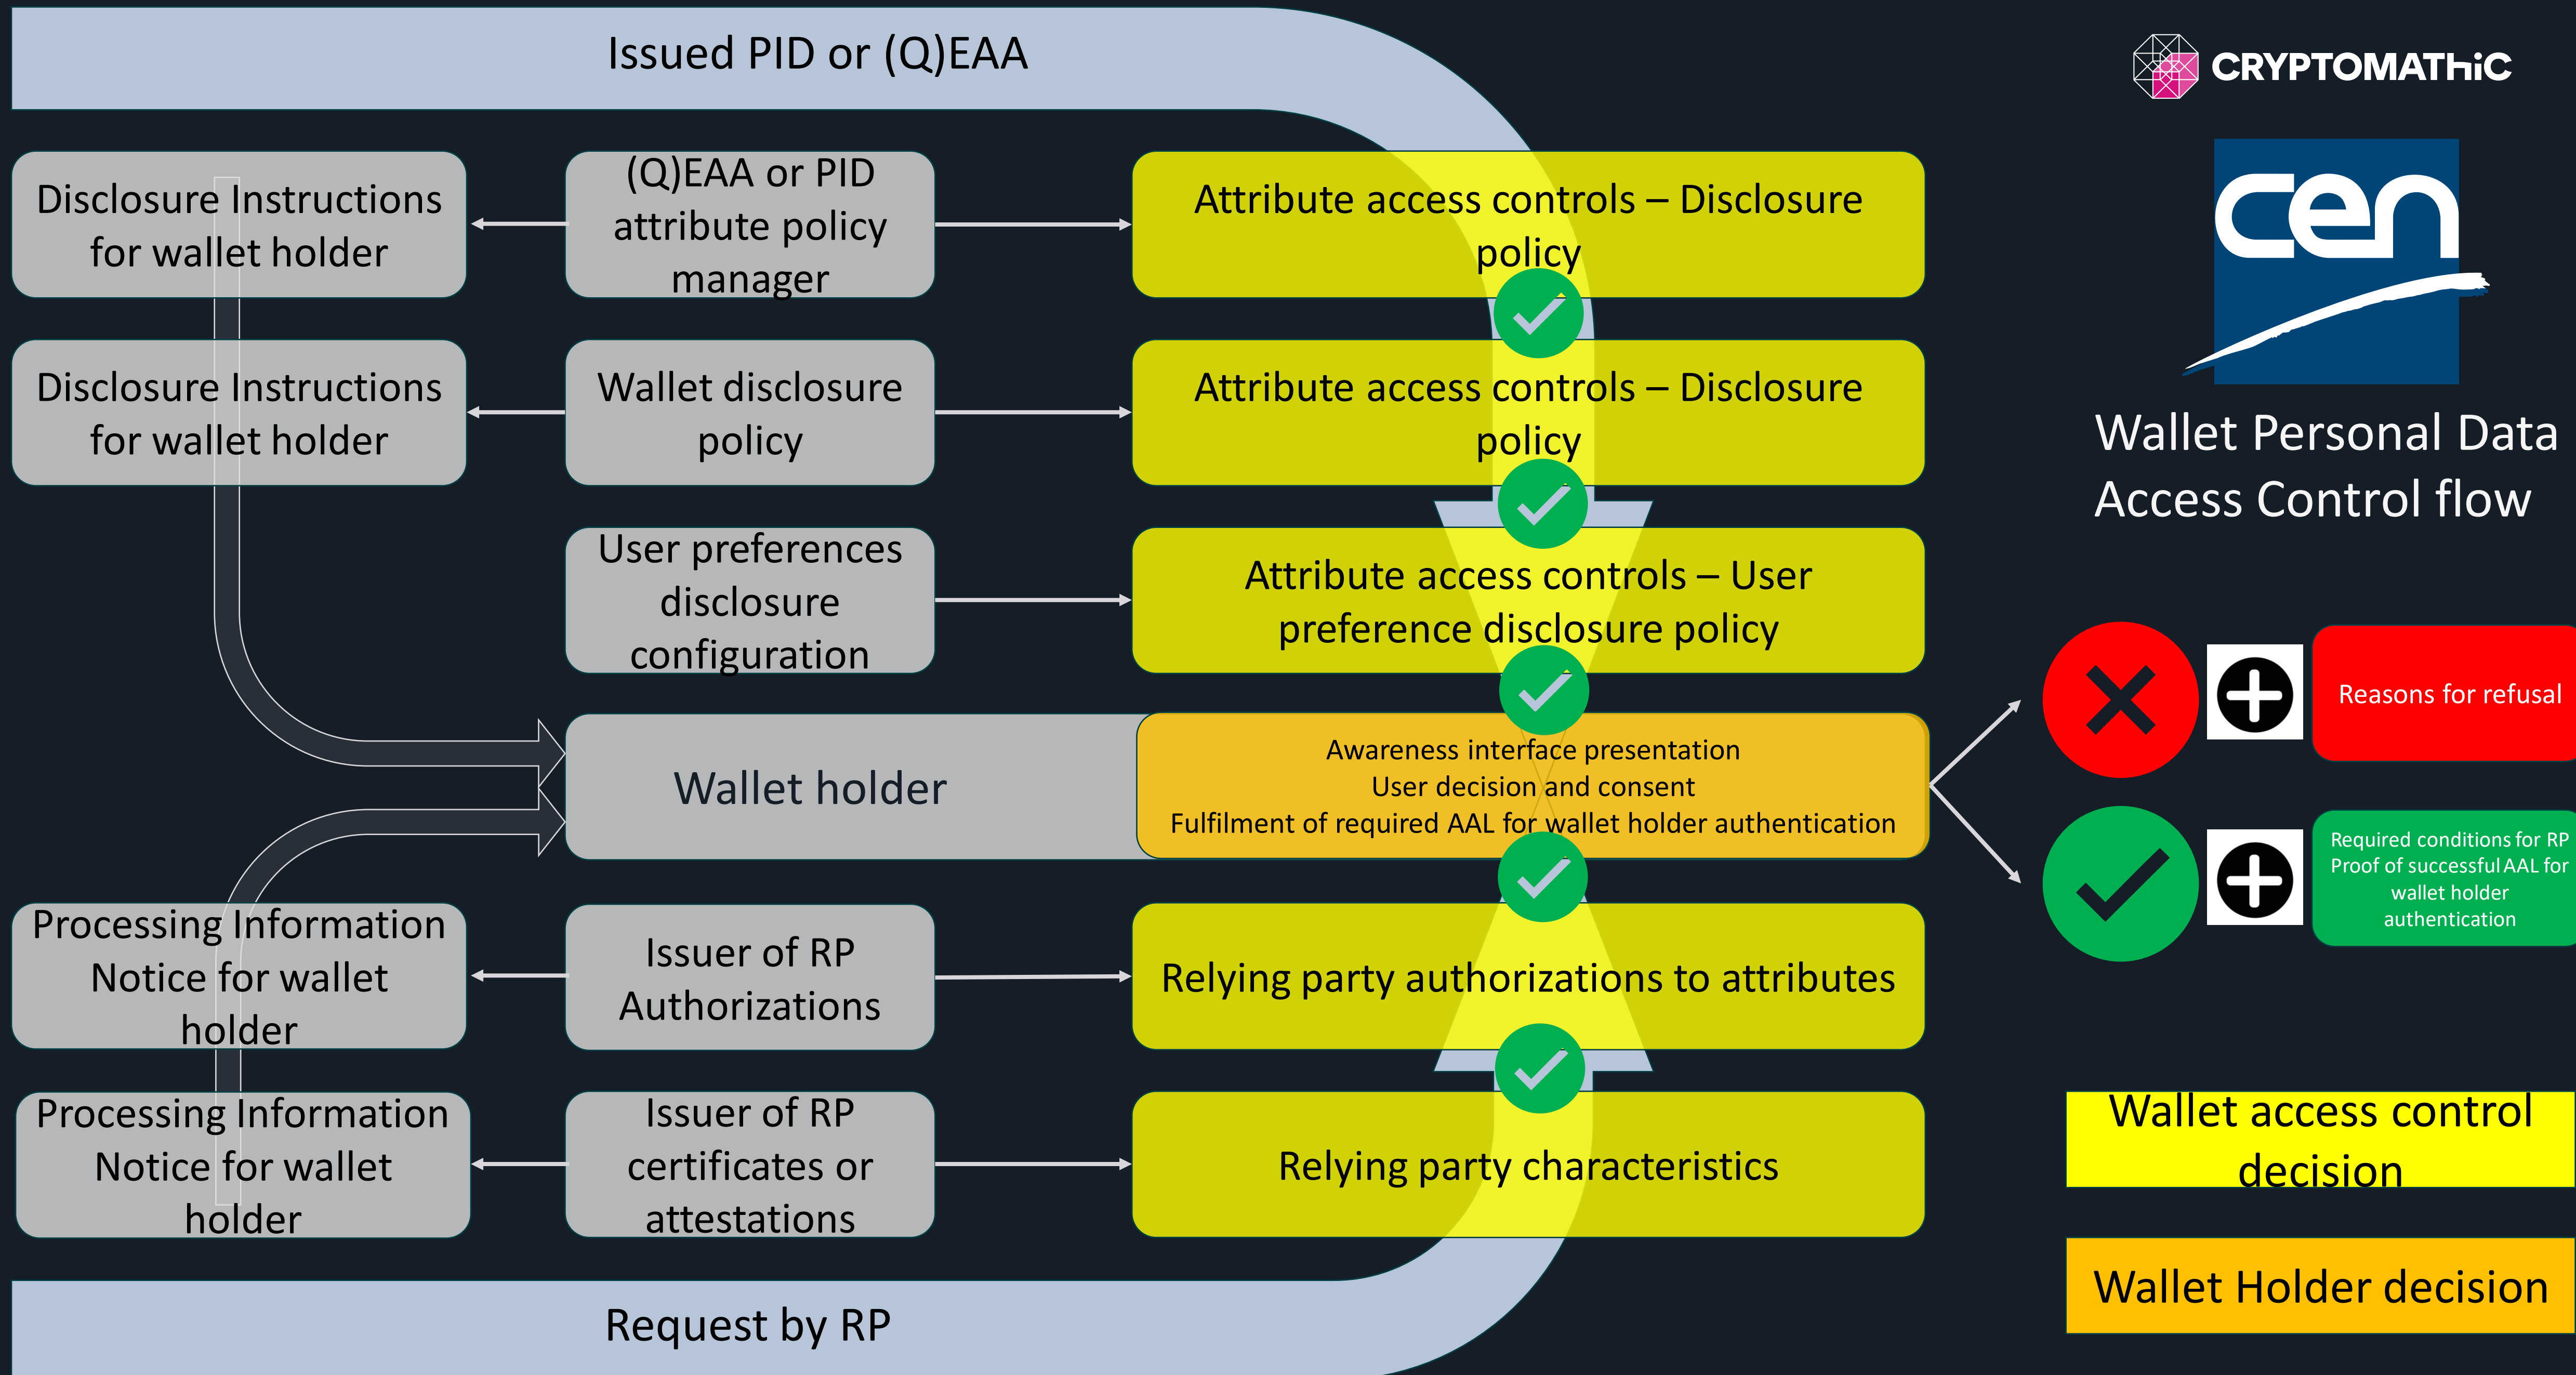 Issued PID or (Q)EAA
CRYPTOMATHiC
cen
Wallet Personal Data
Access Control flow
Disclosure Instructions
for wallet holder
(Q)EAA or PID
attribute policy
manager
Attribute access controls – Disclosure
policy
Disclosure Instructions
for wallet holder
Wallet disclosure
policy
Attribute access controls – Disclosure
policy
User preferences
disclosure
configuration
Attribute access controls – User
preference disclosure policy
Wallet holder
Awareness interface presentation
User decision and consent
Fulfilment of required AAL for wallet holder authentication
Reasons for refusal
Required conditions for RP
Proof of successful AAL for
wallet holder
authentication
Processing Information
Notice for wallet
holder
Issuer of RP
Authorizations
Relying party authorizations to attributes
Processing Information
Notice for wallet
holder
Issuer of RP
certificates or
attestations
Relying party characteristics
Wallet access control
decision
Wallet Holder decision
Request by RP